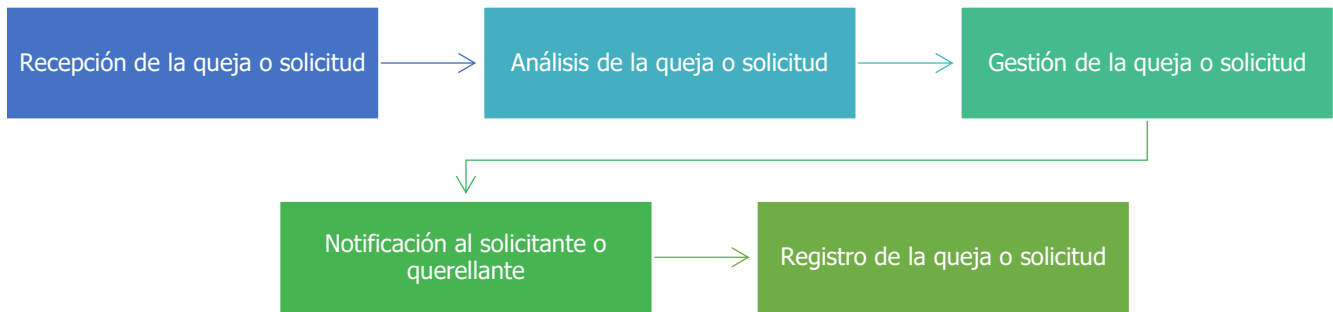 Recepción de la queja o solicitud
Análisis de la queja o solicitud
Gestión de la queja o solicitud
Notificación al solicitante o
querellante
Registro de la queja o solicitud